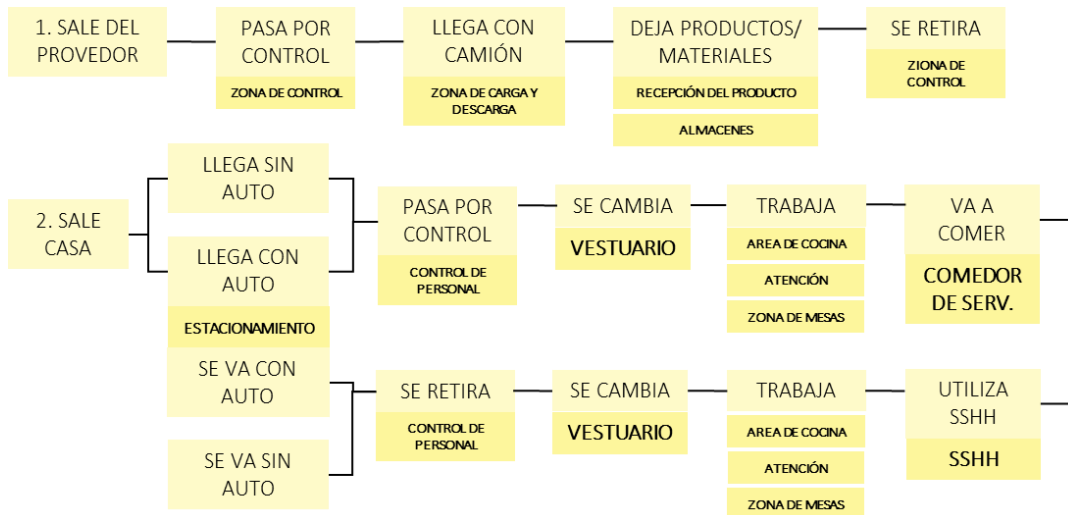 1. SALE DEL
PROVEDOR
PASA POR
CONTROL
ZONA DE CONTROL
LLEGA CON
CAMIÓN
ZONA DE CARGA Y
DESCARGA
DEJA PRODUCTOS/
MATERIALES
RECEPCIÓN DEL PRODUCTO
ALMACENES
SE RETIRA
ZIONA DE
CONTROL
2. SALE
CASA
LLEGA SIN
AUTO
LLEGA CON
AUTO
ESTACIONAMIENTO
PASA POR
CONTROL
CONTROL DE
PERSONAL
SE CAMBIA
VESTUARIO
TRABAJA
AREA DE COCINA
ATENCIÓN
ZONA DE MESAS
VA A
COMER
COMEDOR
DE SERV.
SE VA CON
AUTO
SE VA SIN
AUTO
SE RETIRA
CONTROL DE
PERSONAL
SE CAMBIA
VESTUARIO
TRABAJA
AREA DE COCINA
ATENCIÓN
ZONA DE MESAS
UTILIZA
SSHH
SSHH